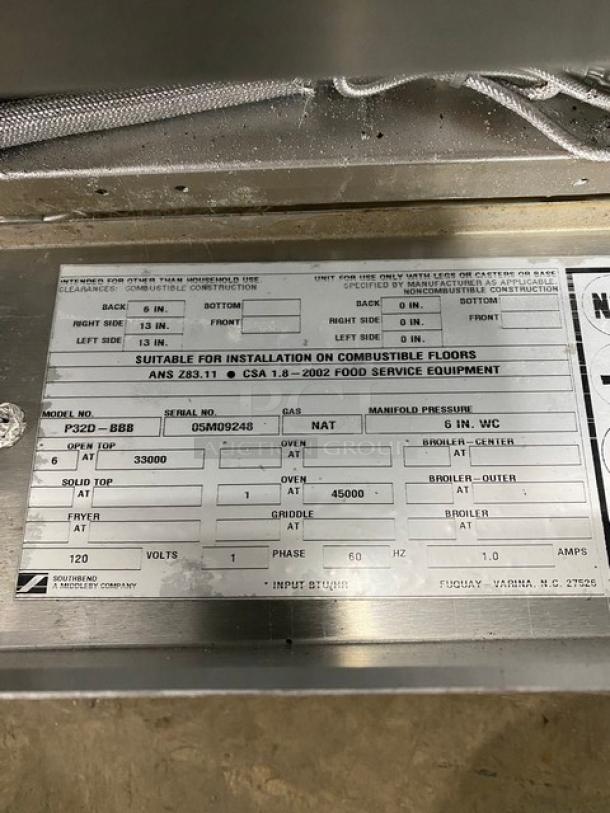 INTENDED FOR OTHER THAN HOUSEHOLD USE. UNIT FOR USE ONLY WITH LEGS OR CASTERS OR BASE
CLEARANCES: COMBUSTIBLE CONSTRUCTION SPECIFIED BY MANUFACTURER AS APPLICABLE.
NONCOMBUSTIBLE CONSTRUCTION
BACK 6 IN. BOTTOM BACK 0 IN. BOTTOM
RIGHT SIDE 13 IN. FRONT RIGHT SIDE 0 IN. FRONT
LEFT SIDE 13 IN. LEFT SIDE 0 IN.
SUITABLE FOR INSTALLATION ON COMBUSTIBLE FLOORS
ANS Z83.11 ● CSA 1.8-2002 FOOD SERVICE EQUIPMENT
MODEL NO. SERIAL NO. GAS MANIFOLD PRESSURE
P32D-BBB 05M09248 NAT 6 IN. WC
OPEN TOP OVEN BROILER-CENTER
6 AT 33000 AT AT
SOLID TOP OVEN BROILER-OUTER
AT 1 AT 45000 AT
FRYER GRIDDLE BROILER
AT AT AT
120 VOLTS 1 PHASE 60 HZ 1.0 AMPS
SOUTHBEND
A MIDDLEBY COMPANY * INPUT BTU/HR FUQUAY-VARINA, N.C. 27526
AUCTION GROUP
N